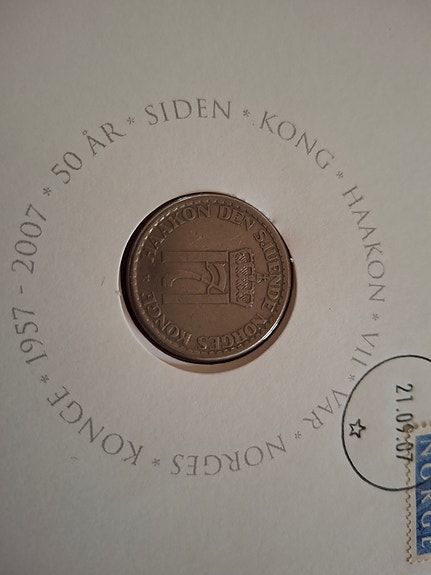 1957 - 2007 * 50 ÅR * SIDEN * KONG * HAAKON * VII * VAR * NORGES * KONGE *
HAAKON DEN SYVENDE NORGES KONGE *
21.09.07
NORGE